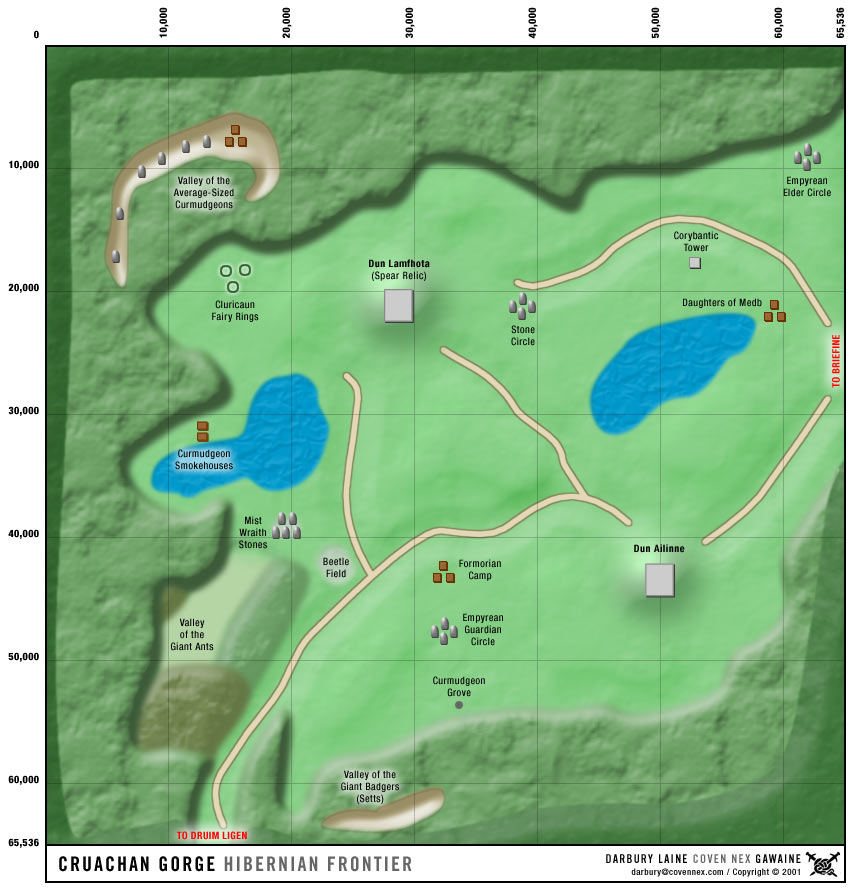 0
10,000
20,000
30,000
40,000
50,000
60,000
65,536
10,000
20,000
30,000
40,000
50,000
60,000
65,536
Valley of the
Average-Sized
Curmudgeons
Empyrean
Elder Circle
Corybantic
Tower
Dun Lamfhota
(Spear Relic)
Cluricaun
Fairy Rings
Stone
Circle
Daughters of Medb
TO BRIEFINE
Curmudgeon
Smokehouses
Mist
Wraith
Stones
Beetle
Field
Formorian
Camp
Dun Ailinne
Valley
of the
Giant Ants
Empyrean
Guardian
Circle
Curmudgeon
Grove
Valley of the
Giant Badgers
(Setts)
TO DRUIM LIGEN
CRUACHAN GORGE HIBERNIAN FRONTIER
DARBURY LAINE COVEN NEX GAWAINE
darbury@covennex.com / Copyright © 2001